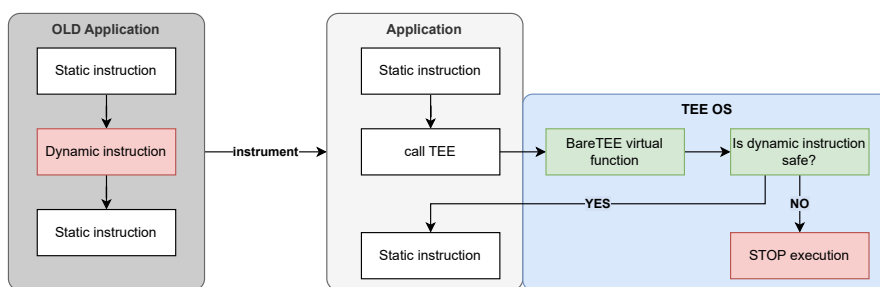 OLD Application
Static instruction
Dynamic instruction
Static instruction
instrument
Application
Static instruction
call TEE
Static instruction
TEE OS
BareTEE virtual
function
Is dynamic instruction
safe?
YES
NO
STOP execution